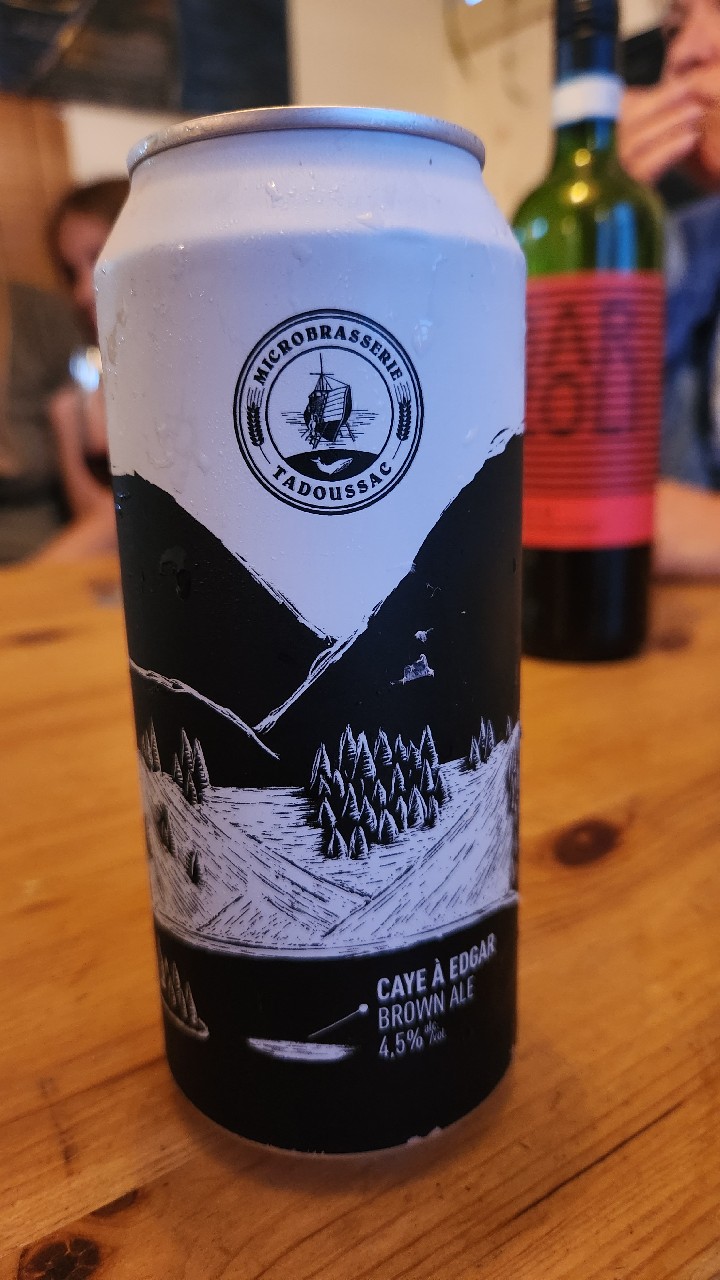 MICROBRASSERIE
TADOUSSAC
CAYE À EDGAR
BROWN ALE
4,5% alc./vol.